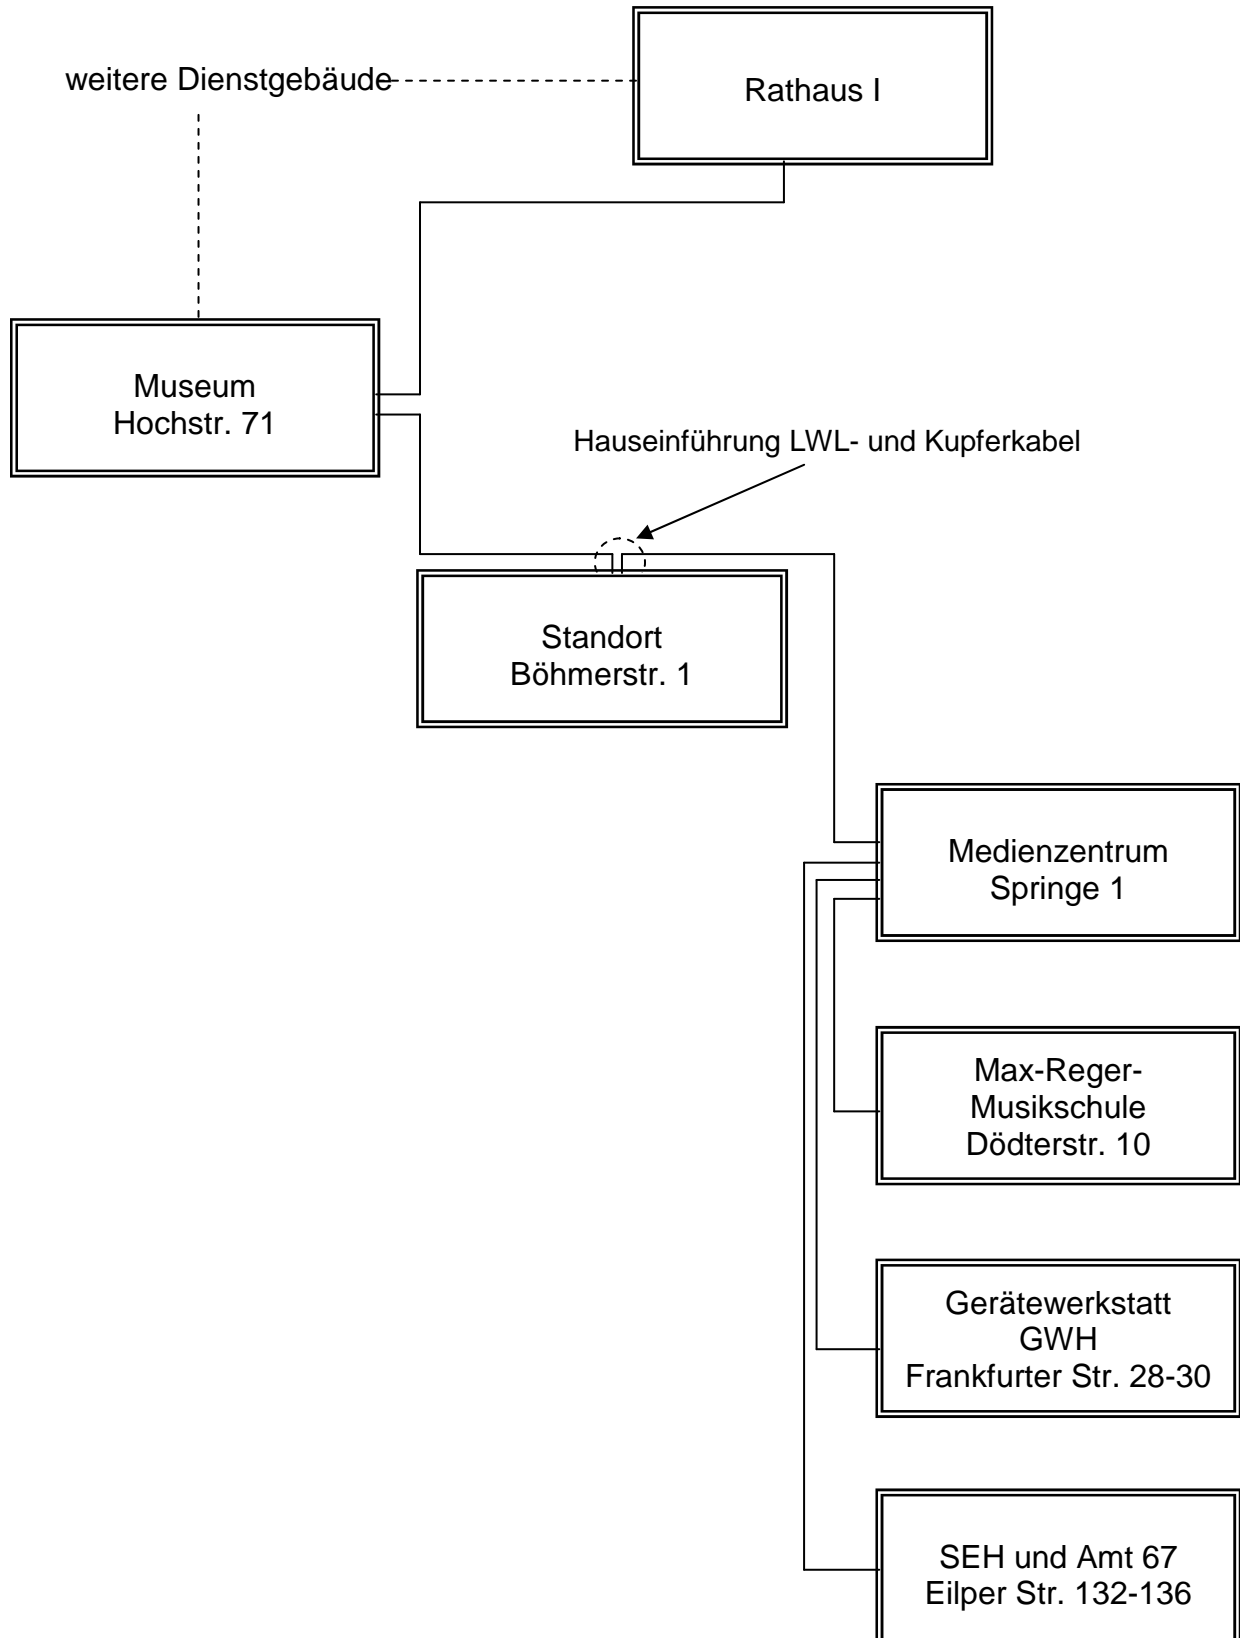 weitere Dienstgebäude
Rathaus I
Museum
Hochstr. 71
Hauseinführung LWL- und Kupferkabel
Standort
Böhmerstr. 1
Medienzentrum
Springe 1
Max-Reger-
Musikschule
Dödterstr. 10
Gerätewerkstatt
GWH
Frankfurter Str. 28-30
SEH und Amt 67
Eilper Str. 132-136